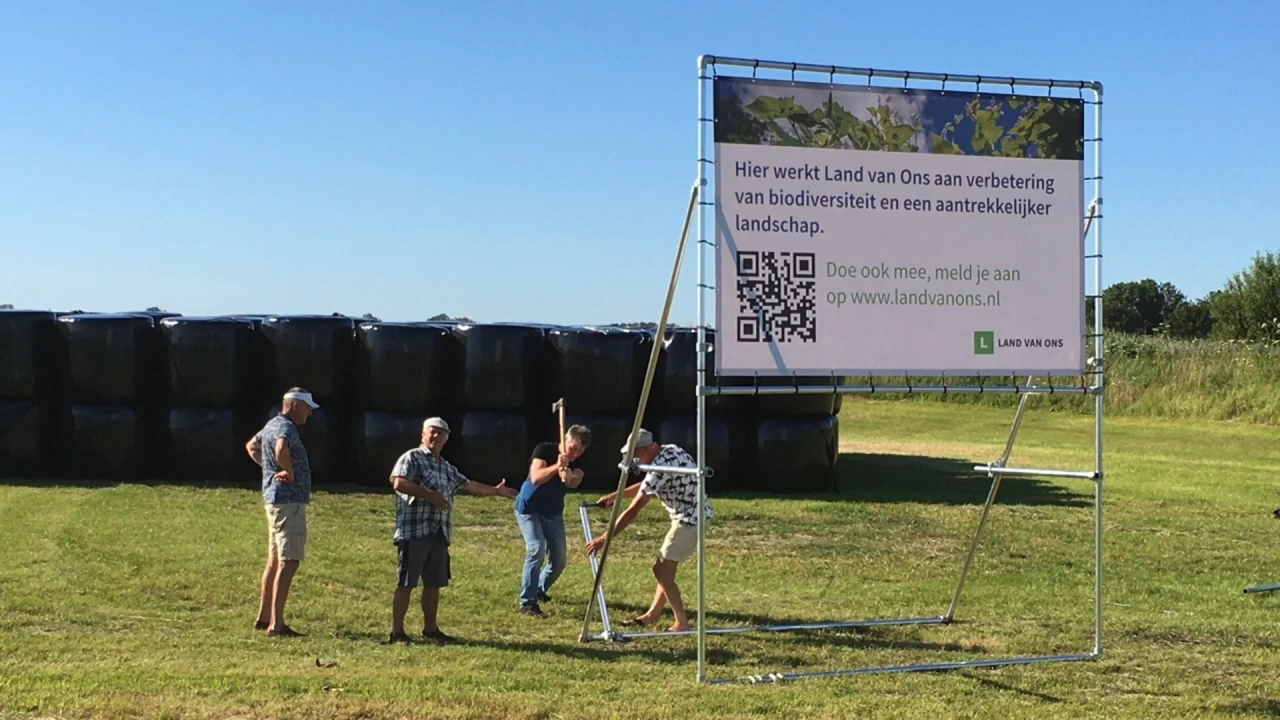 Hier werkt Land van Ons aan verbetering
van biodiversiteit en een aantrekkelijker
landschap.
Doe ook mee, meld je aan
op www.landvanons.nl
L LAND VAN ONS